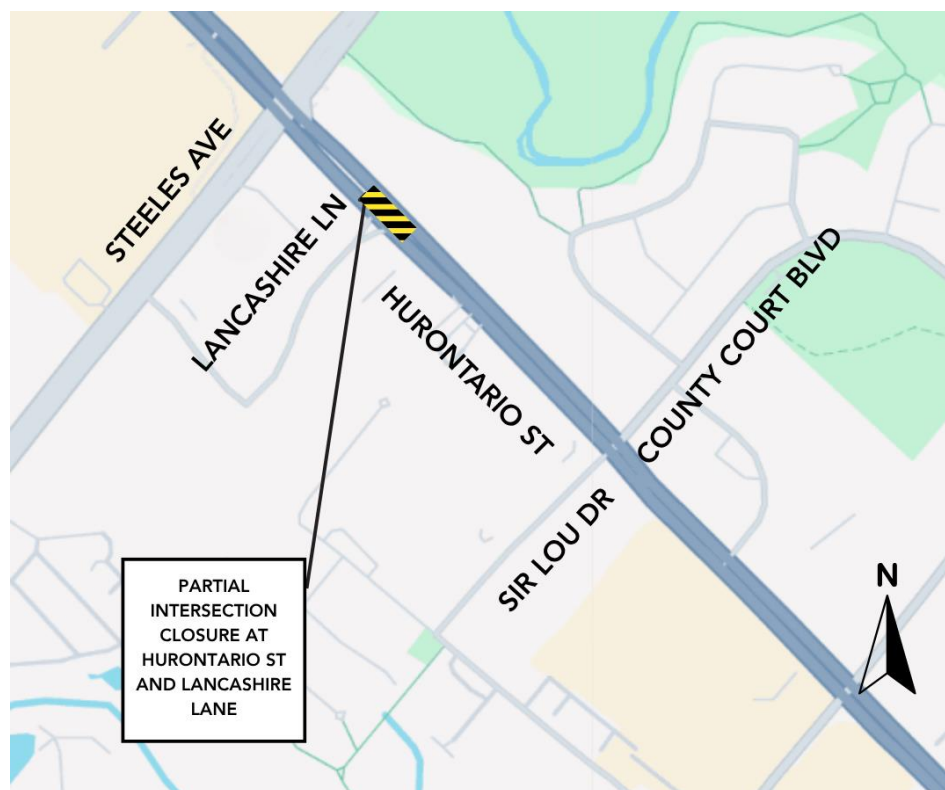 STEELES AVE
LANCASHIRE LN
HURONTARIO ST
COUNTY COURT BLVD
SIR LOU DR
PARTIAL
INTERSECTION
CLOSURE AT
HURONTARIO ST
AND LANCASHIRE
LANE
N